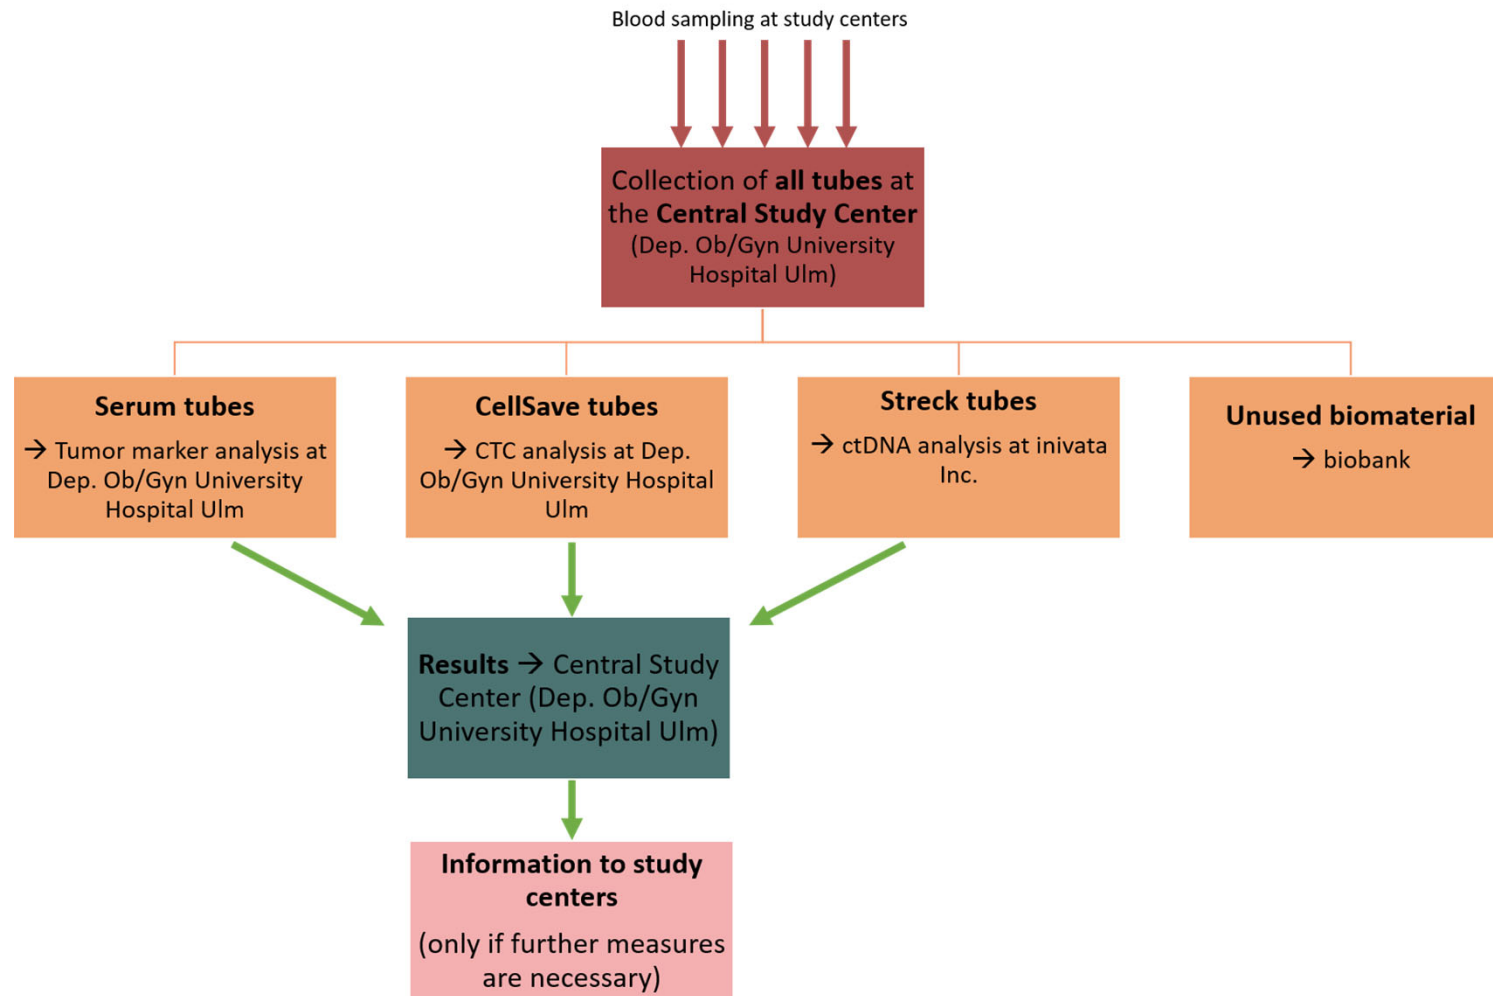 Blood sampling at study centers
Collection of all tubes at
the Central Study Center
(Dep. Ob/Gyn University
Hospital Ulm)
Serum tubes
→ Tumor marker analysis at
Dep. Ob/Gyn University
Hospital Ulm
CellSave tubes
→ CTC analysis at Dep.
Ob/Gyn University Hospital
Ulm
Streck tubes
→ ctDNA analysis at inivata
Inc.
Unused biomaterial
→ biobank
Results → Central Study
Center (Dep. Ob/Gyn
University Hospital Ulm)
Information to study
centers
(only if further measures
are necessary)